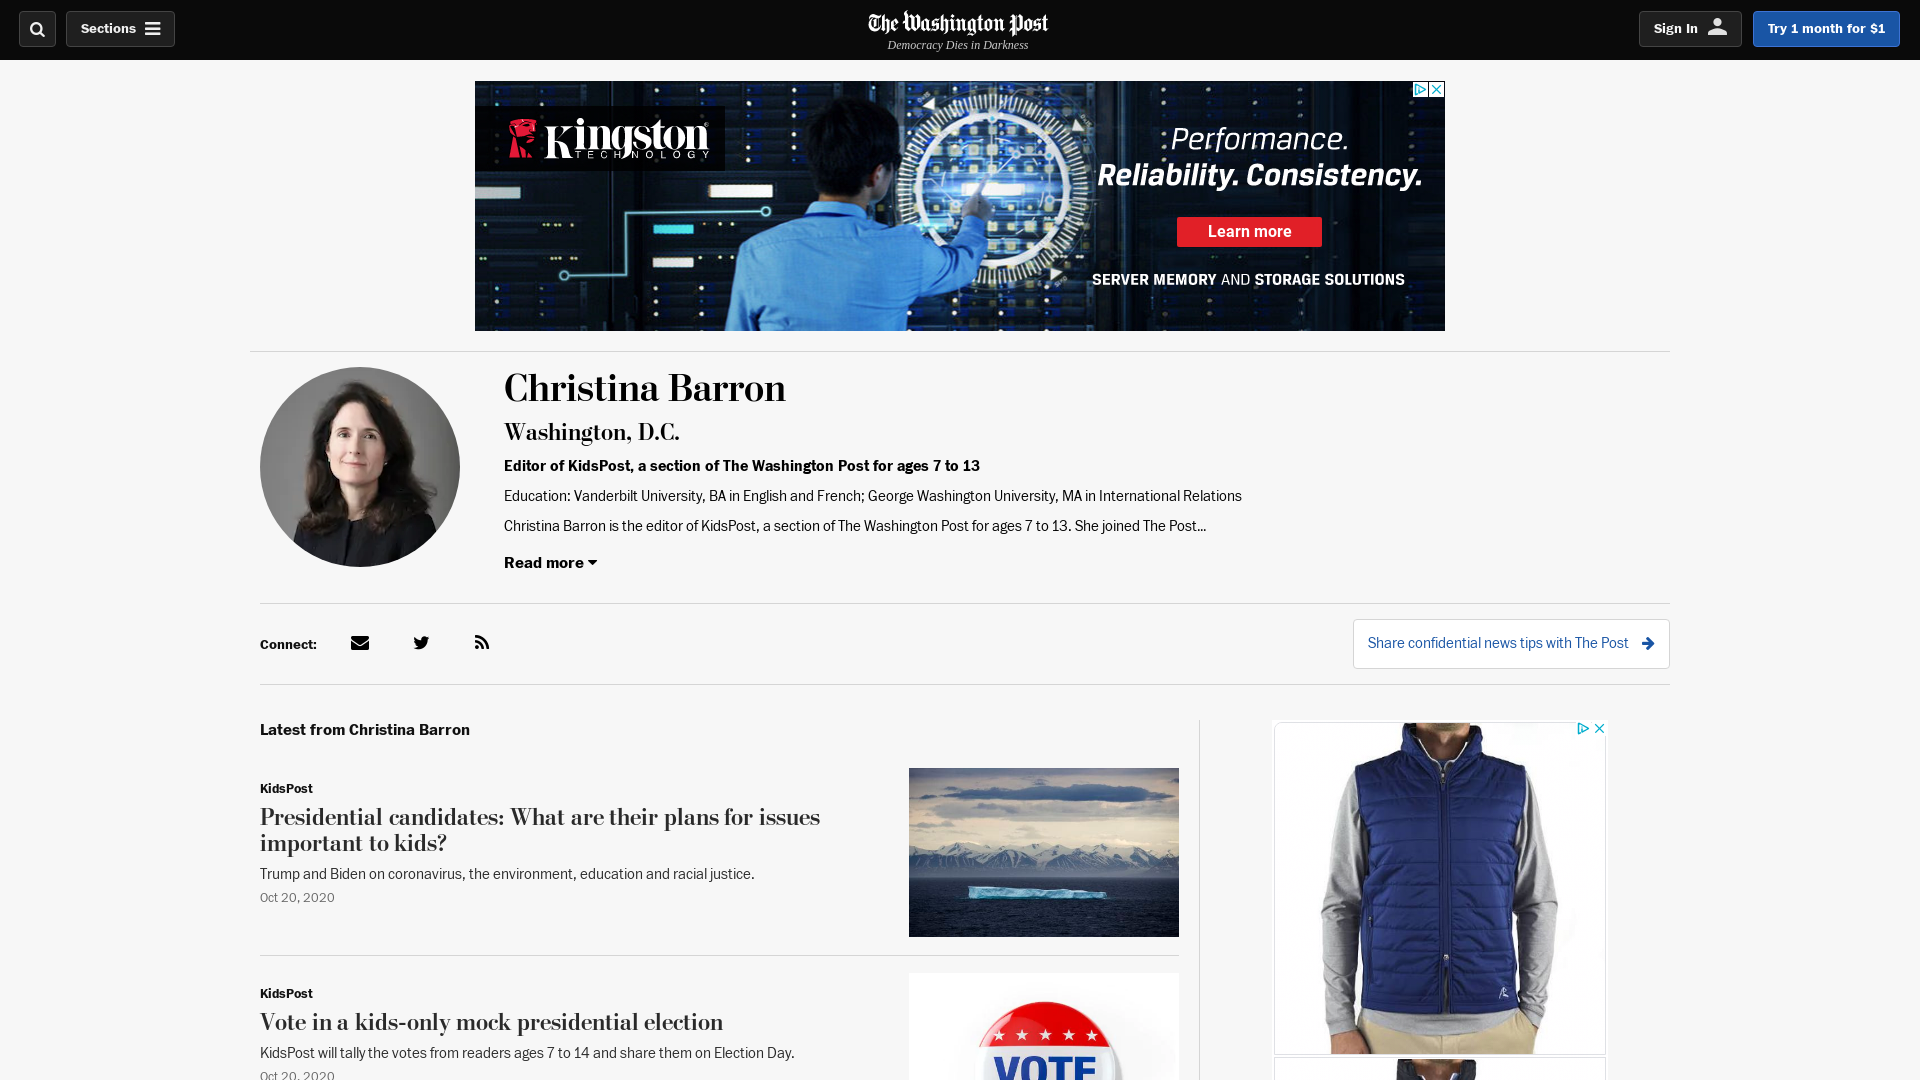 Sections
The Washington Post
Democracy Dies in Darkness
Sign In
Try 1 month for $1
Kingston
TECHNOLOGY
Performance.
Reliability. Consistency.
Learn more
SERVER MEMORY AND STORAGE SOLUTIONS
Christina Barron
Washington, D.C.
Editor of KidsPost, a section of The Washington Post for ages 7 to 13
Education: Vanderbilt University, BA in English and French; George Washington University, MA in International Relations
Christina Barron is the editor of KidsPost, a section of The Washington Post for ages 7 to 13. She joined The Post...
Read more
Connect:
Share confidential news tips with The Post
Latest from Christina Barron
KidsPost
Presidential candidates: What are their plans for issues
important to kids?
Trump and Biden on coronavirus, the environment, education and racial justice.
Oct 20, 2020
KidsPost
Vote in a kids-only mock presidential election
KidsPost will tally the votes from readers ages 7 to 14 and share them on Election Day.
Oct 20, 2020
VOTE